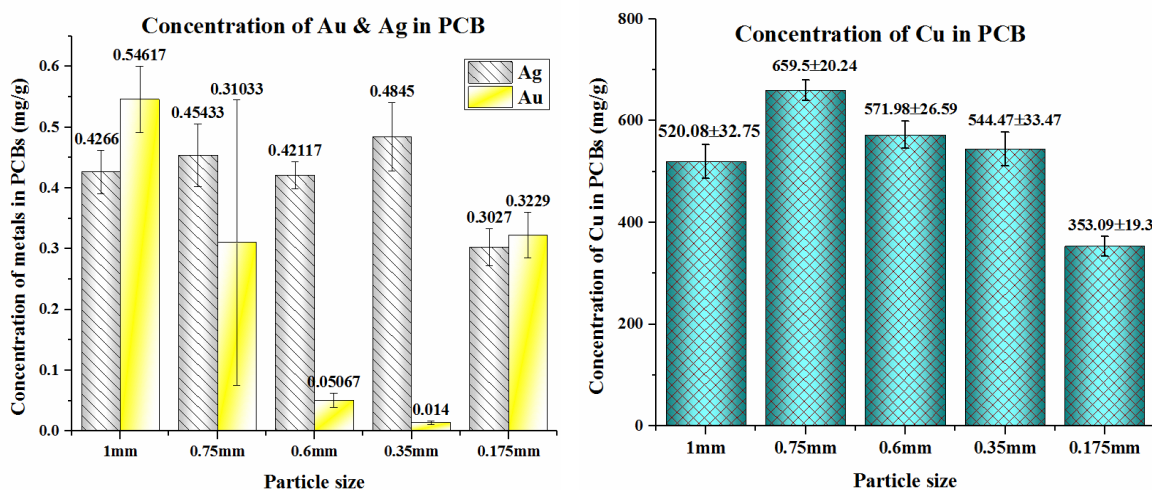 Concentration of Au & Ag in PCB
Concentration of metals in PCBs (mg/g)
0.6
0.5
0.4
0.3
0.2
0.1
0.0
Ag
Au
0.4266
0.54617
0.45433
0.31033
0.42117
0.05067
0.4845
0.014
0.3027
0.3229
1mm
0.75mm
0.6mm
0.35mm
0.175mm
Particle size
Concentration of Cu in PCB
Concentration of Cu in PCBs (mg/g)
800
600
400
200
0
520.08±32.75
659.5±20.24
571.98±26.59
544.47±33.47
353.09±19.3
1mm
0.75mm
0.6mm
0.35mm
0.175mm
Particle size